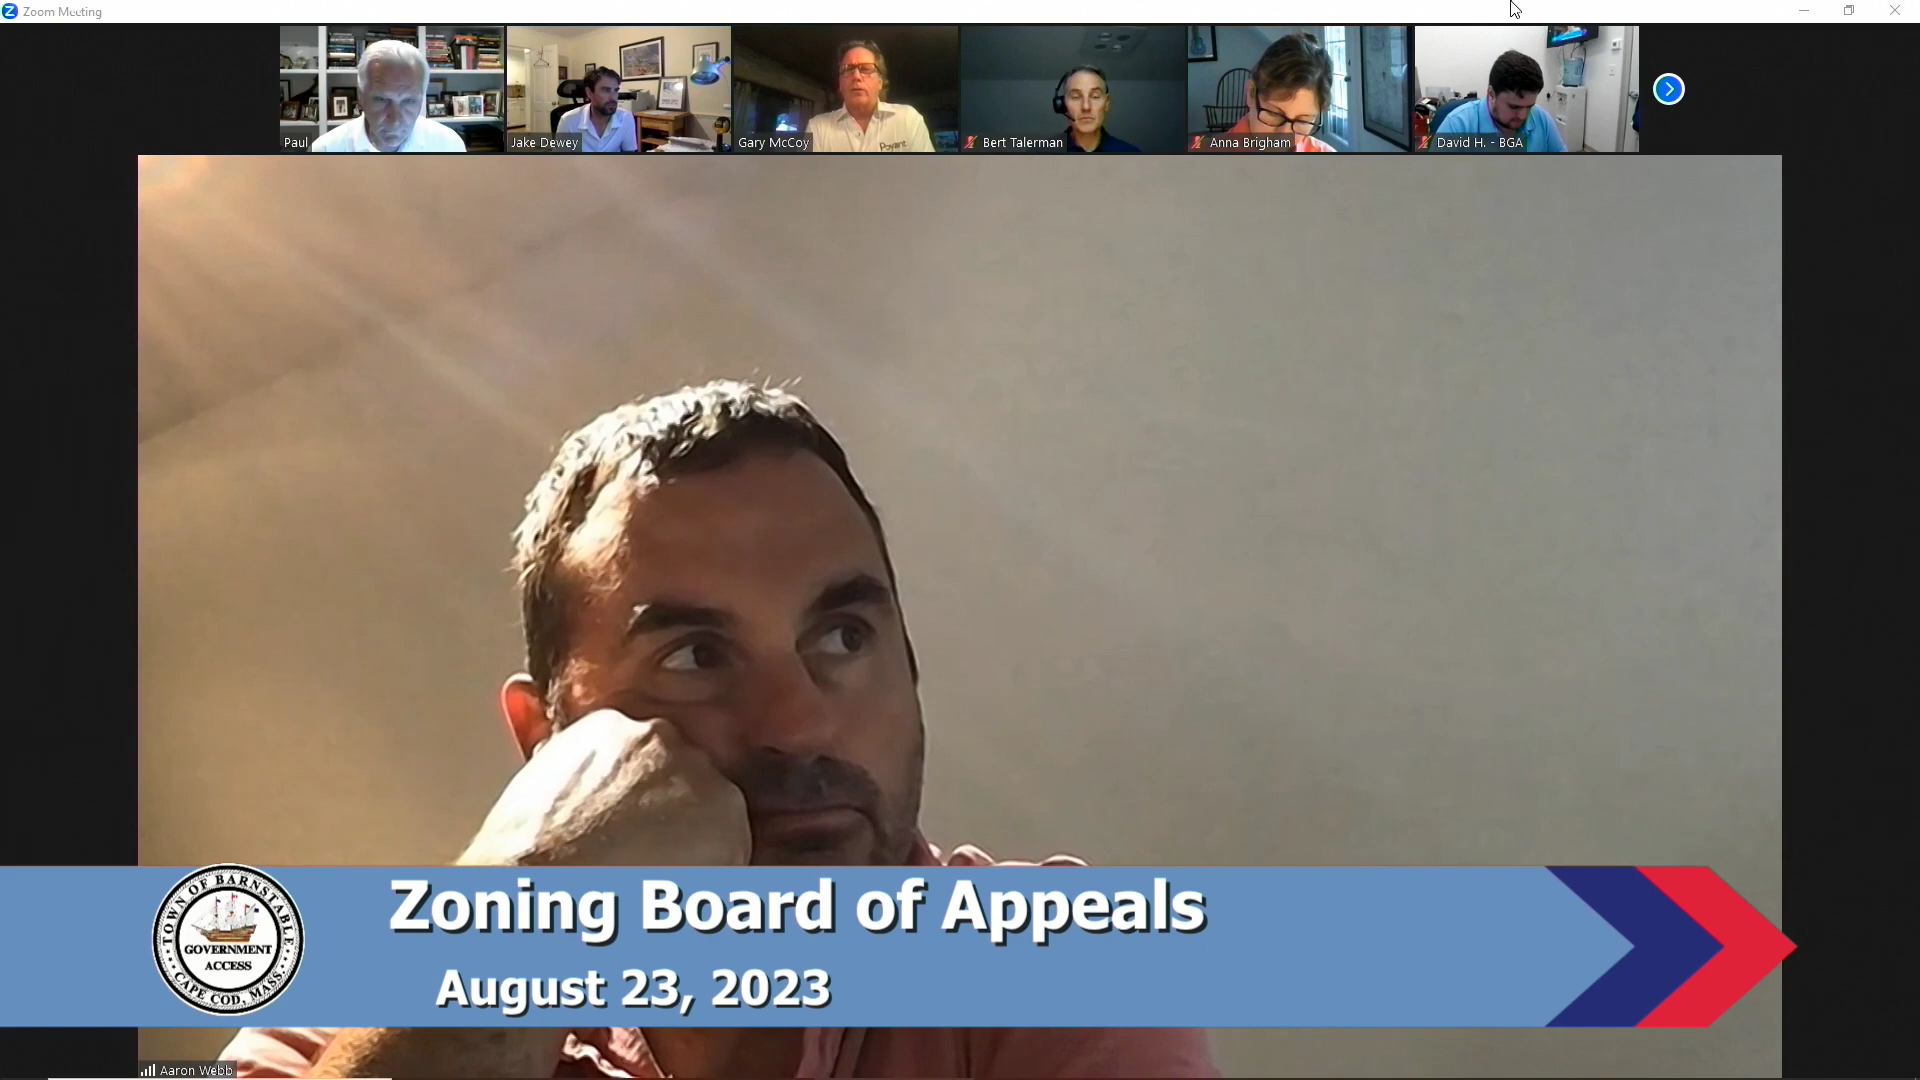 Zoom Meeting
Paul
Jake Dewey
Gary McCoy
Poyant
Bert Talerman
Anna Brigham
David H. - BGA
Zoning Board of Appeals
August 23, 2023
TOWN OF BARNSTABLE
GOVERNMENT
ACCESS
CAPE COD, MASS.
Aaron Webb